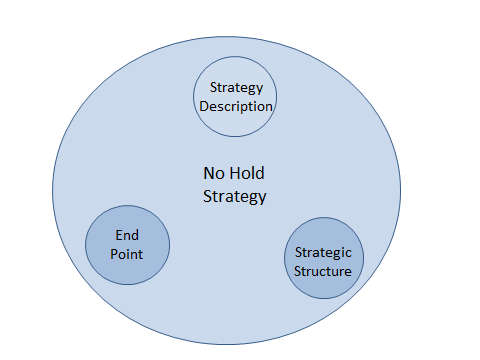 Strategy
Description
No Hold
Strategy
End
Point
Strategic
Structure